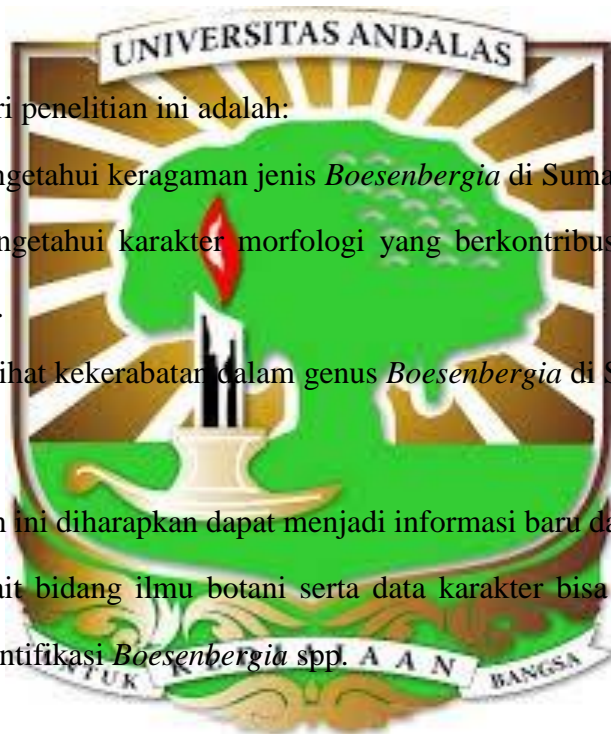 UNIVERSITAS ANDALAS
ri penelitian ini adalah:
ngetahui keragaman jenis Boesenbergia di Suma
ngetahui karakter morfologi yang berkontribus
.
ihat kekerabatan dalam genus Boesenbergia di S
n ini diharapkan dapat menjadi informasi baru da
ait bidang ilmu botani serta data karakter bisa
ntifikasi Boesenbergia spp.
UNTUK K A A N BANGSA